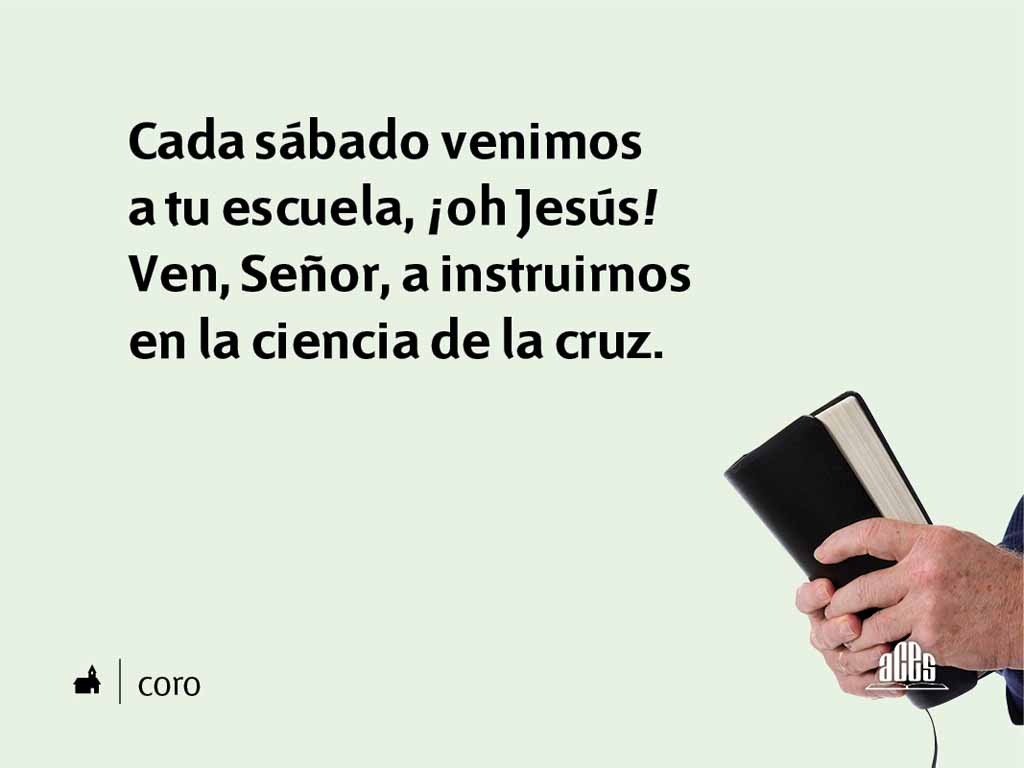 Cada sábado venimos
a tu escuela, ¡oh Jesús!
Ven, Señor, a instruirnos
en la ciencia de la cruz.
coro
aces